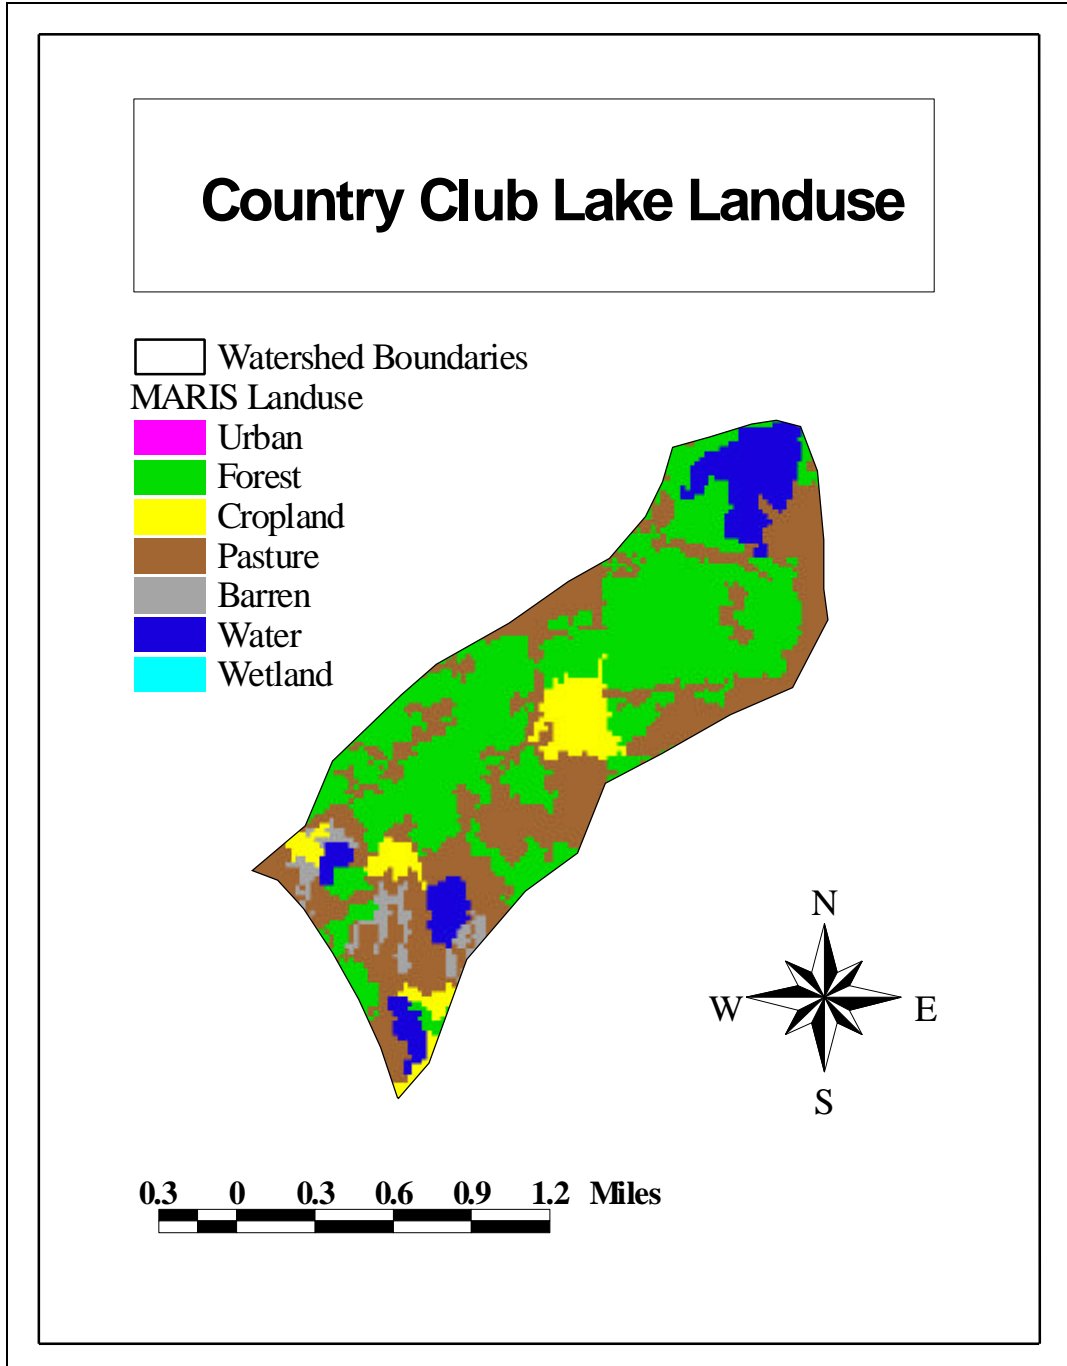 Country Club Lake Landuse
Watershed Boundaries
MARIS Landuse
Urban
Forest
Cropland
Pasture
Barren
Water
Wetland
N
W E
S
0.3 0 0.3 0.6 0.9 1.2 Miles